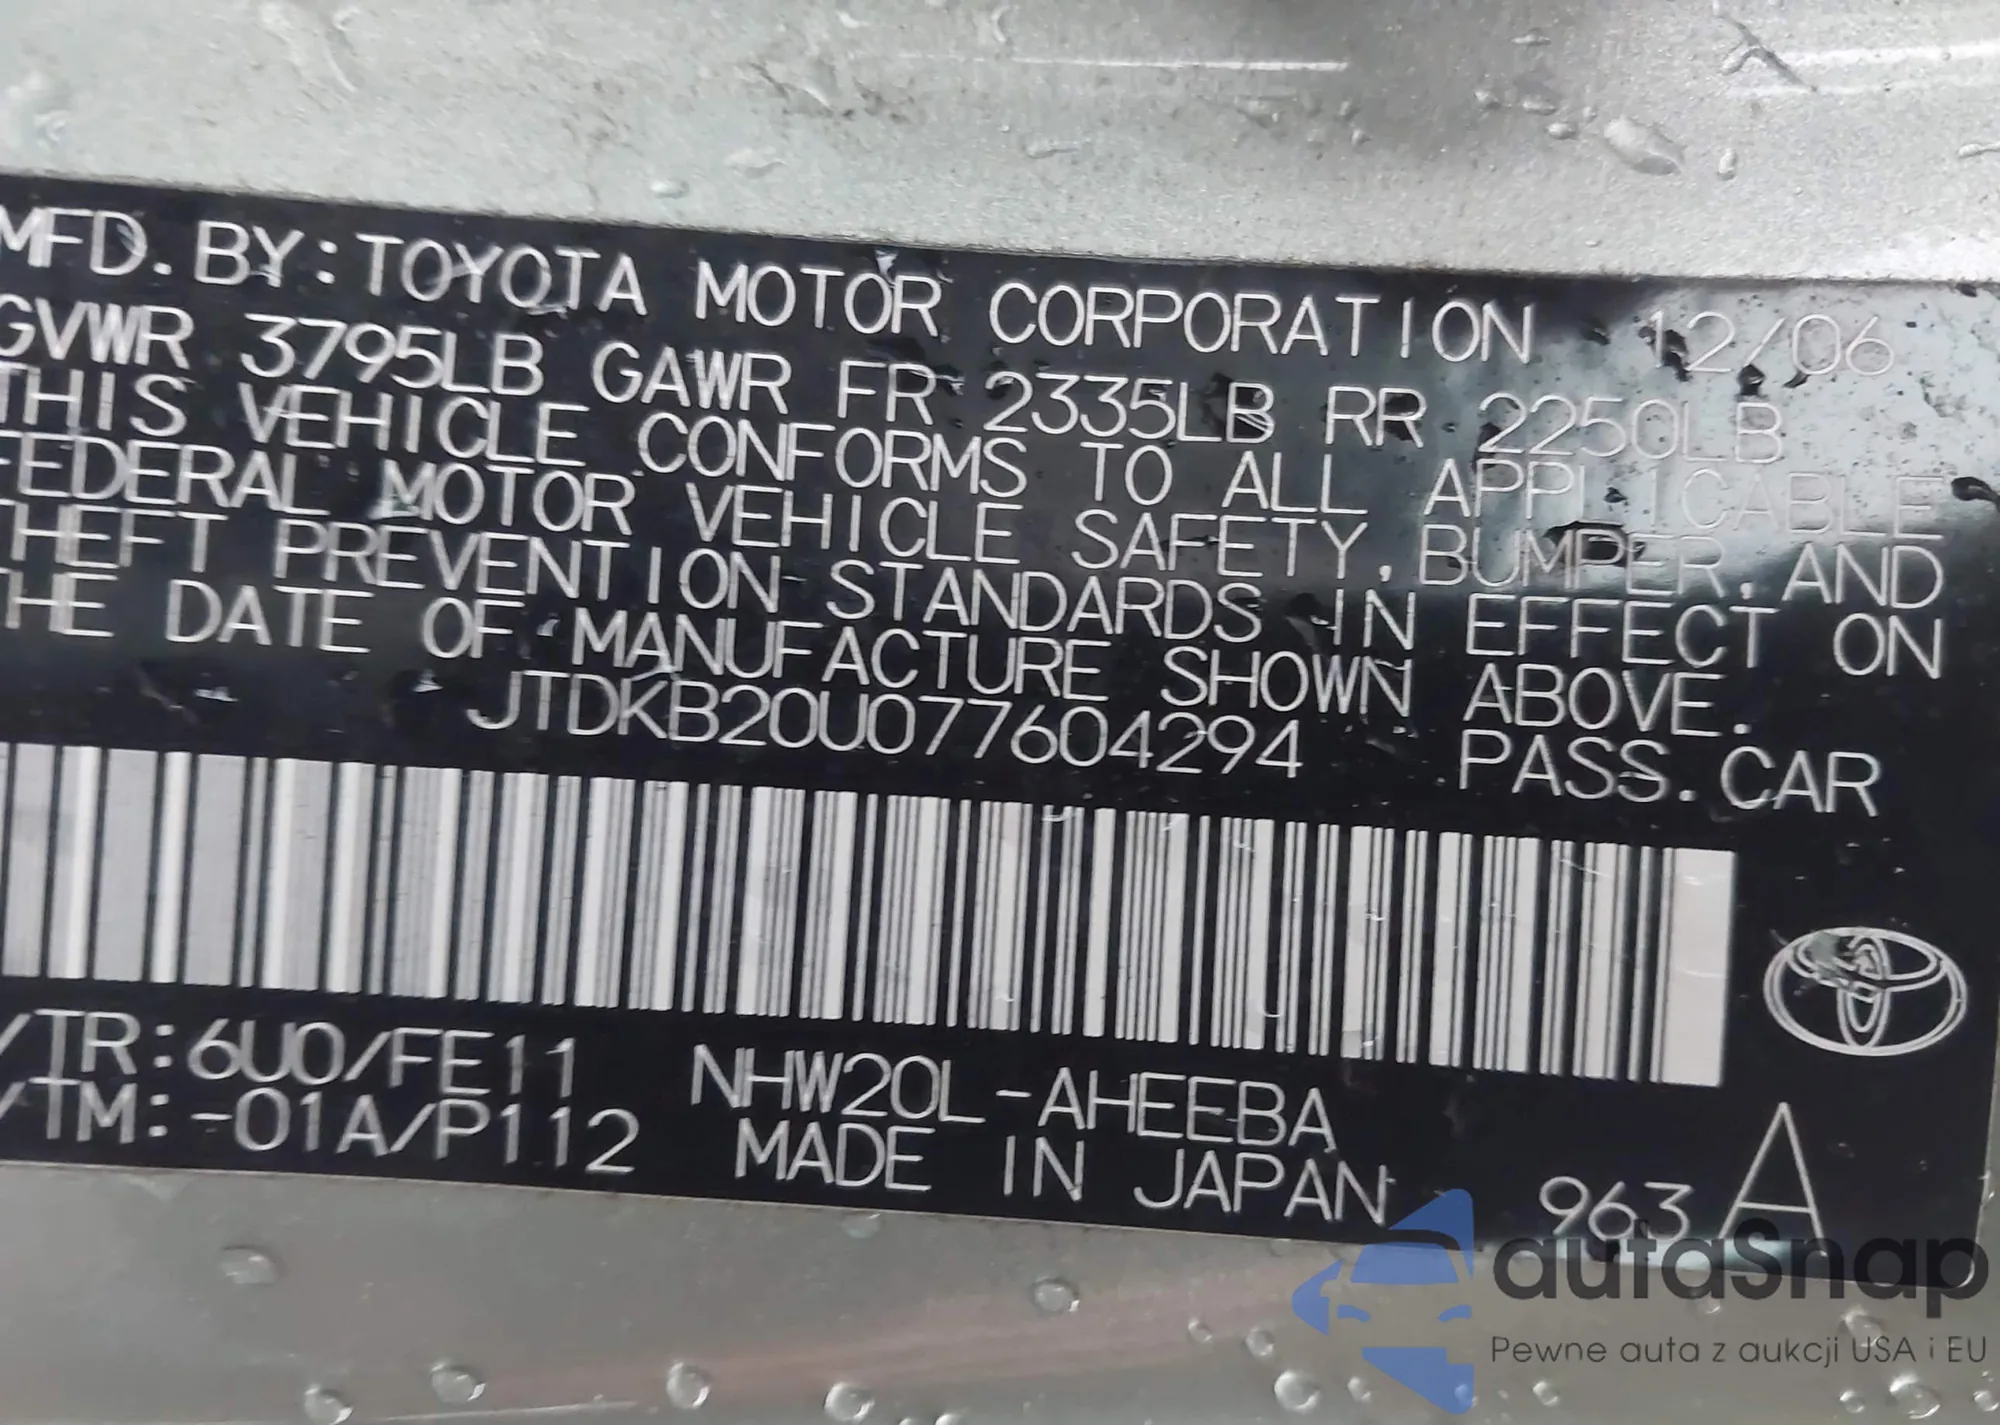 MFD. BY: TOYOTA MOTOR CORPORATION 12/06
GVWR 3795LB GAWR FR 2335LB RR 2250LB
THIS VEHICLE CONFORMS TO ALL APPLICABLE
FEDERAL MOTOR VEHICLE SAFETY, BUMPER, AND
THEFT PREVENTION STANDARDS IN EFFECT ON
THE DATE OF MANUFACTURE SHOWN ABOVE.
JTDKB20U077604294 PASS. CAR
/TR: 6U0/FE11 NHW20L-AHEEBA
/TM: -01A/P112 MADE IN JAPAN 963 A
autaSnap
Pewne auta z aukcji USA i EU